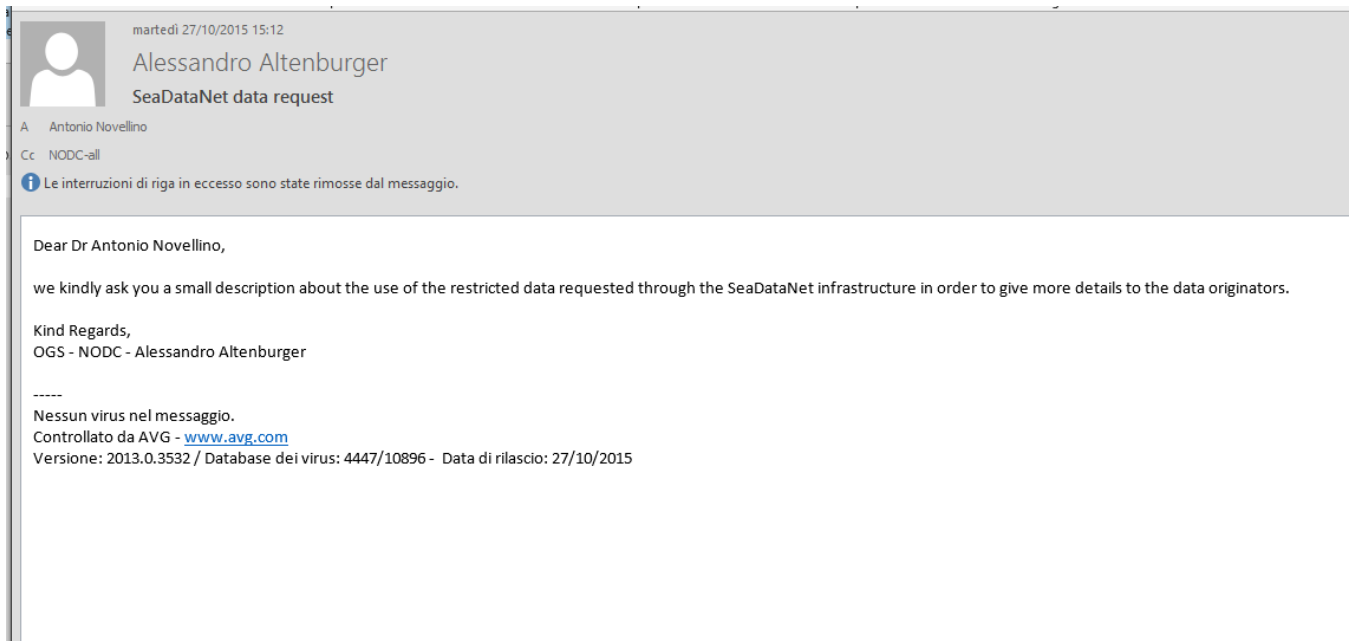 martedì 27/10/2015 15:12
Alessandro Altenburger
SeaDataNet data request
A Antonio Novellino
Cc NODC-all
Le interruzioni di riga in eccesso sono state rimosse dal messaggio.
Dear Dr Antonio Novellino,
we kindly ask you a small description about the use of the restricted data requested through the SeaDataNet infrastructure in order to give more details to the data originators.
Kind Regards,
OGS - NODC - Alessandro Altenburger
-----
Nessun virus nel messaggio.
Controllato da AVG - www.avg.com
Versione: 2013.0.3532 / Database dei virus: 4447/10896 - Data di rilascio: 27/10/2015